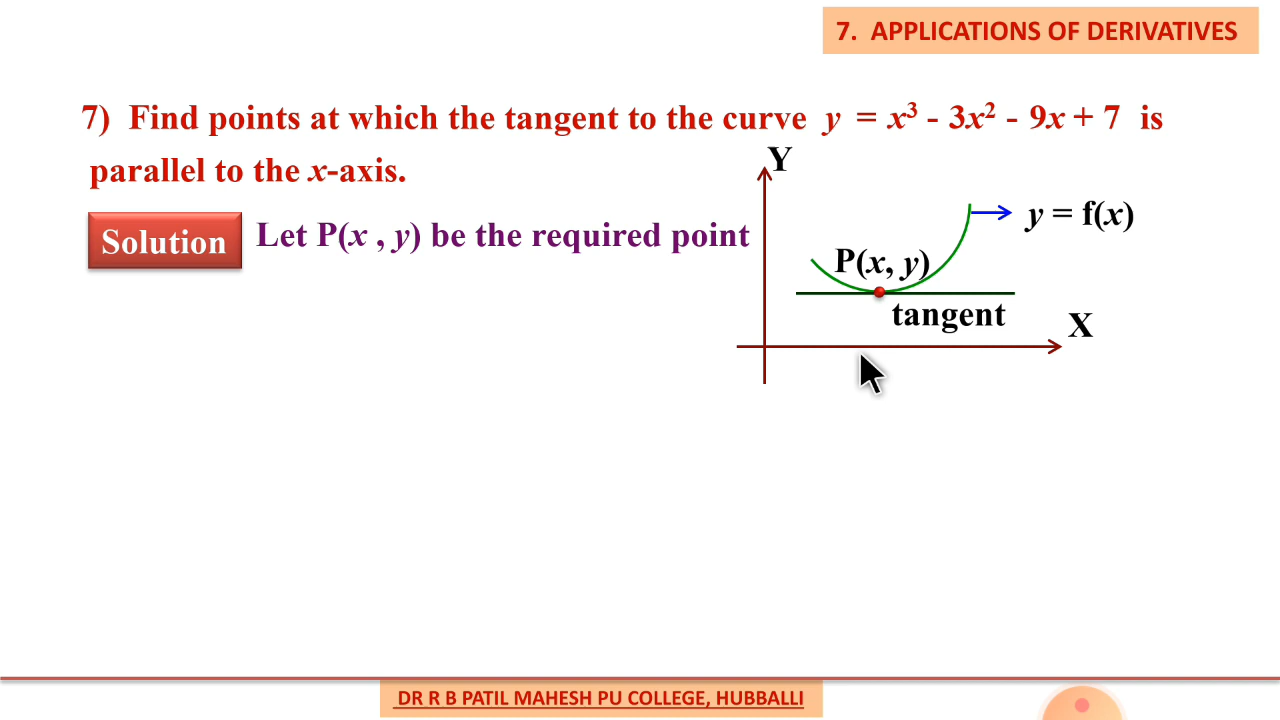 7. APPLICATIONS OF DERIVATIVES
7) Find points at which the tangent to the curve y = x³ - 3x² - 9x + 7 is
parallel to the x-axis.
Solution
Let P(x , y) be the required point
Y
y = f(x)
P(x, y)
tangent
X
DR R B PATIL MAHESH PU COLLEGE, HUBBALLI